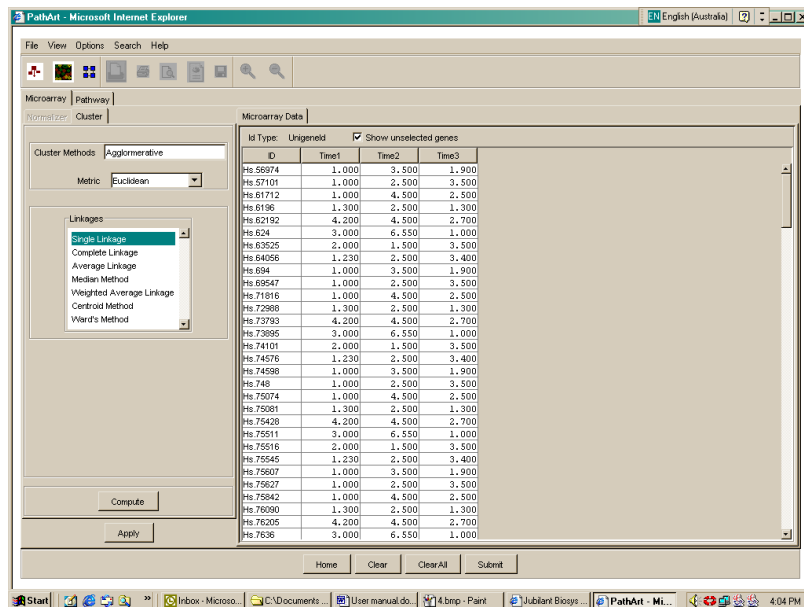 PathArt - Microsoft Internet Explorer
EN English (Australia)
File View Options Search Help
Microarray Pathway
Normalizer Cluster
Microarray Data
Id Type: UnigeneId Show unselected genes
Cluster Methods Agglormerative
Metric Euclidean
Linkages
Single Linkage
Complete Linkage
Average Linkage
Median Method
Weighted Average Linkage
Centroid Method
Ward's Method
Compute
Apply
ID Time1 Time2 Time3
Hs.56974 1.000 3.500 1.900
Hs.57101 1.000 2.500 3.500
Hs.61712 1.000 4.500 2.500
Hs.6196 1.300 2.500 1.300
Hs.62192 4.200 4.500 2.700
Hs.624 3.000 6.550 1.000
Hs.63525 2.000 1.500 3.500
Hs.64056 1.230 2.500 3.400
Hs.694 1.000 3.500 1.900
Hs.69547 1.000 2.500 3.500
Hs.71816 1.000 4.500 2.500
Hs.72988 1.300 2.500 1.300
Hs.73793 4.200 4.500 2.700
Hs.73895 3.000 6.550 1.000
Hs.74101 2.000 1.500 3.500
Hs.74576 1.230 2.500 3.400
Hs.74598 1.000 3.500 1.900
Hs.748 1.000 2.500 3.500
Hs.75074 1.000 4.500 2.500
Hs.75081 1.300 2.500 1.300
Hs.75428 4.200 4.500 2.700
Hs.75511 3.000 6.550 1.000
Hs.75516 2.000 1.500 3.500
Hs.75545 1.230 2.500 3.400
Hs.75607 1.000 3.500 1.900
Hs.75627 1.000 2.500 3.500
Hs.75842 1.000 4.500 2.500
Hs.76090 1.300 2.500 1.300
Hs.76205 4.200 4.500 2.700
Hs.7636 3.000 6.550 1.000
Home Clear ClearAll Submit
Start » Inbox - Microso... C:\Documents ... User manual.do... 4.bmp - Paint Jubilant Biosys ... PathArt - Mi... 4:04 PM